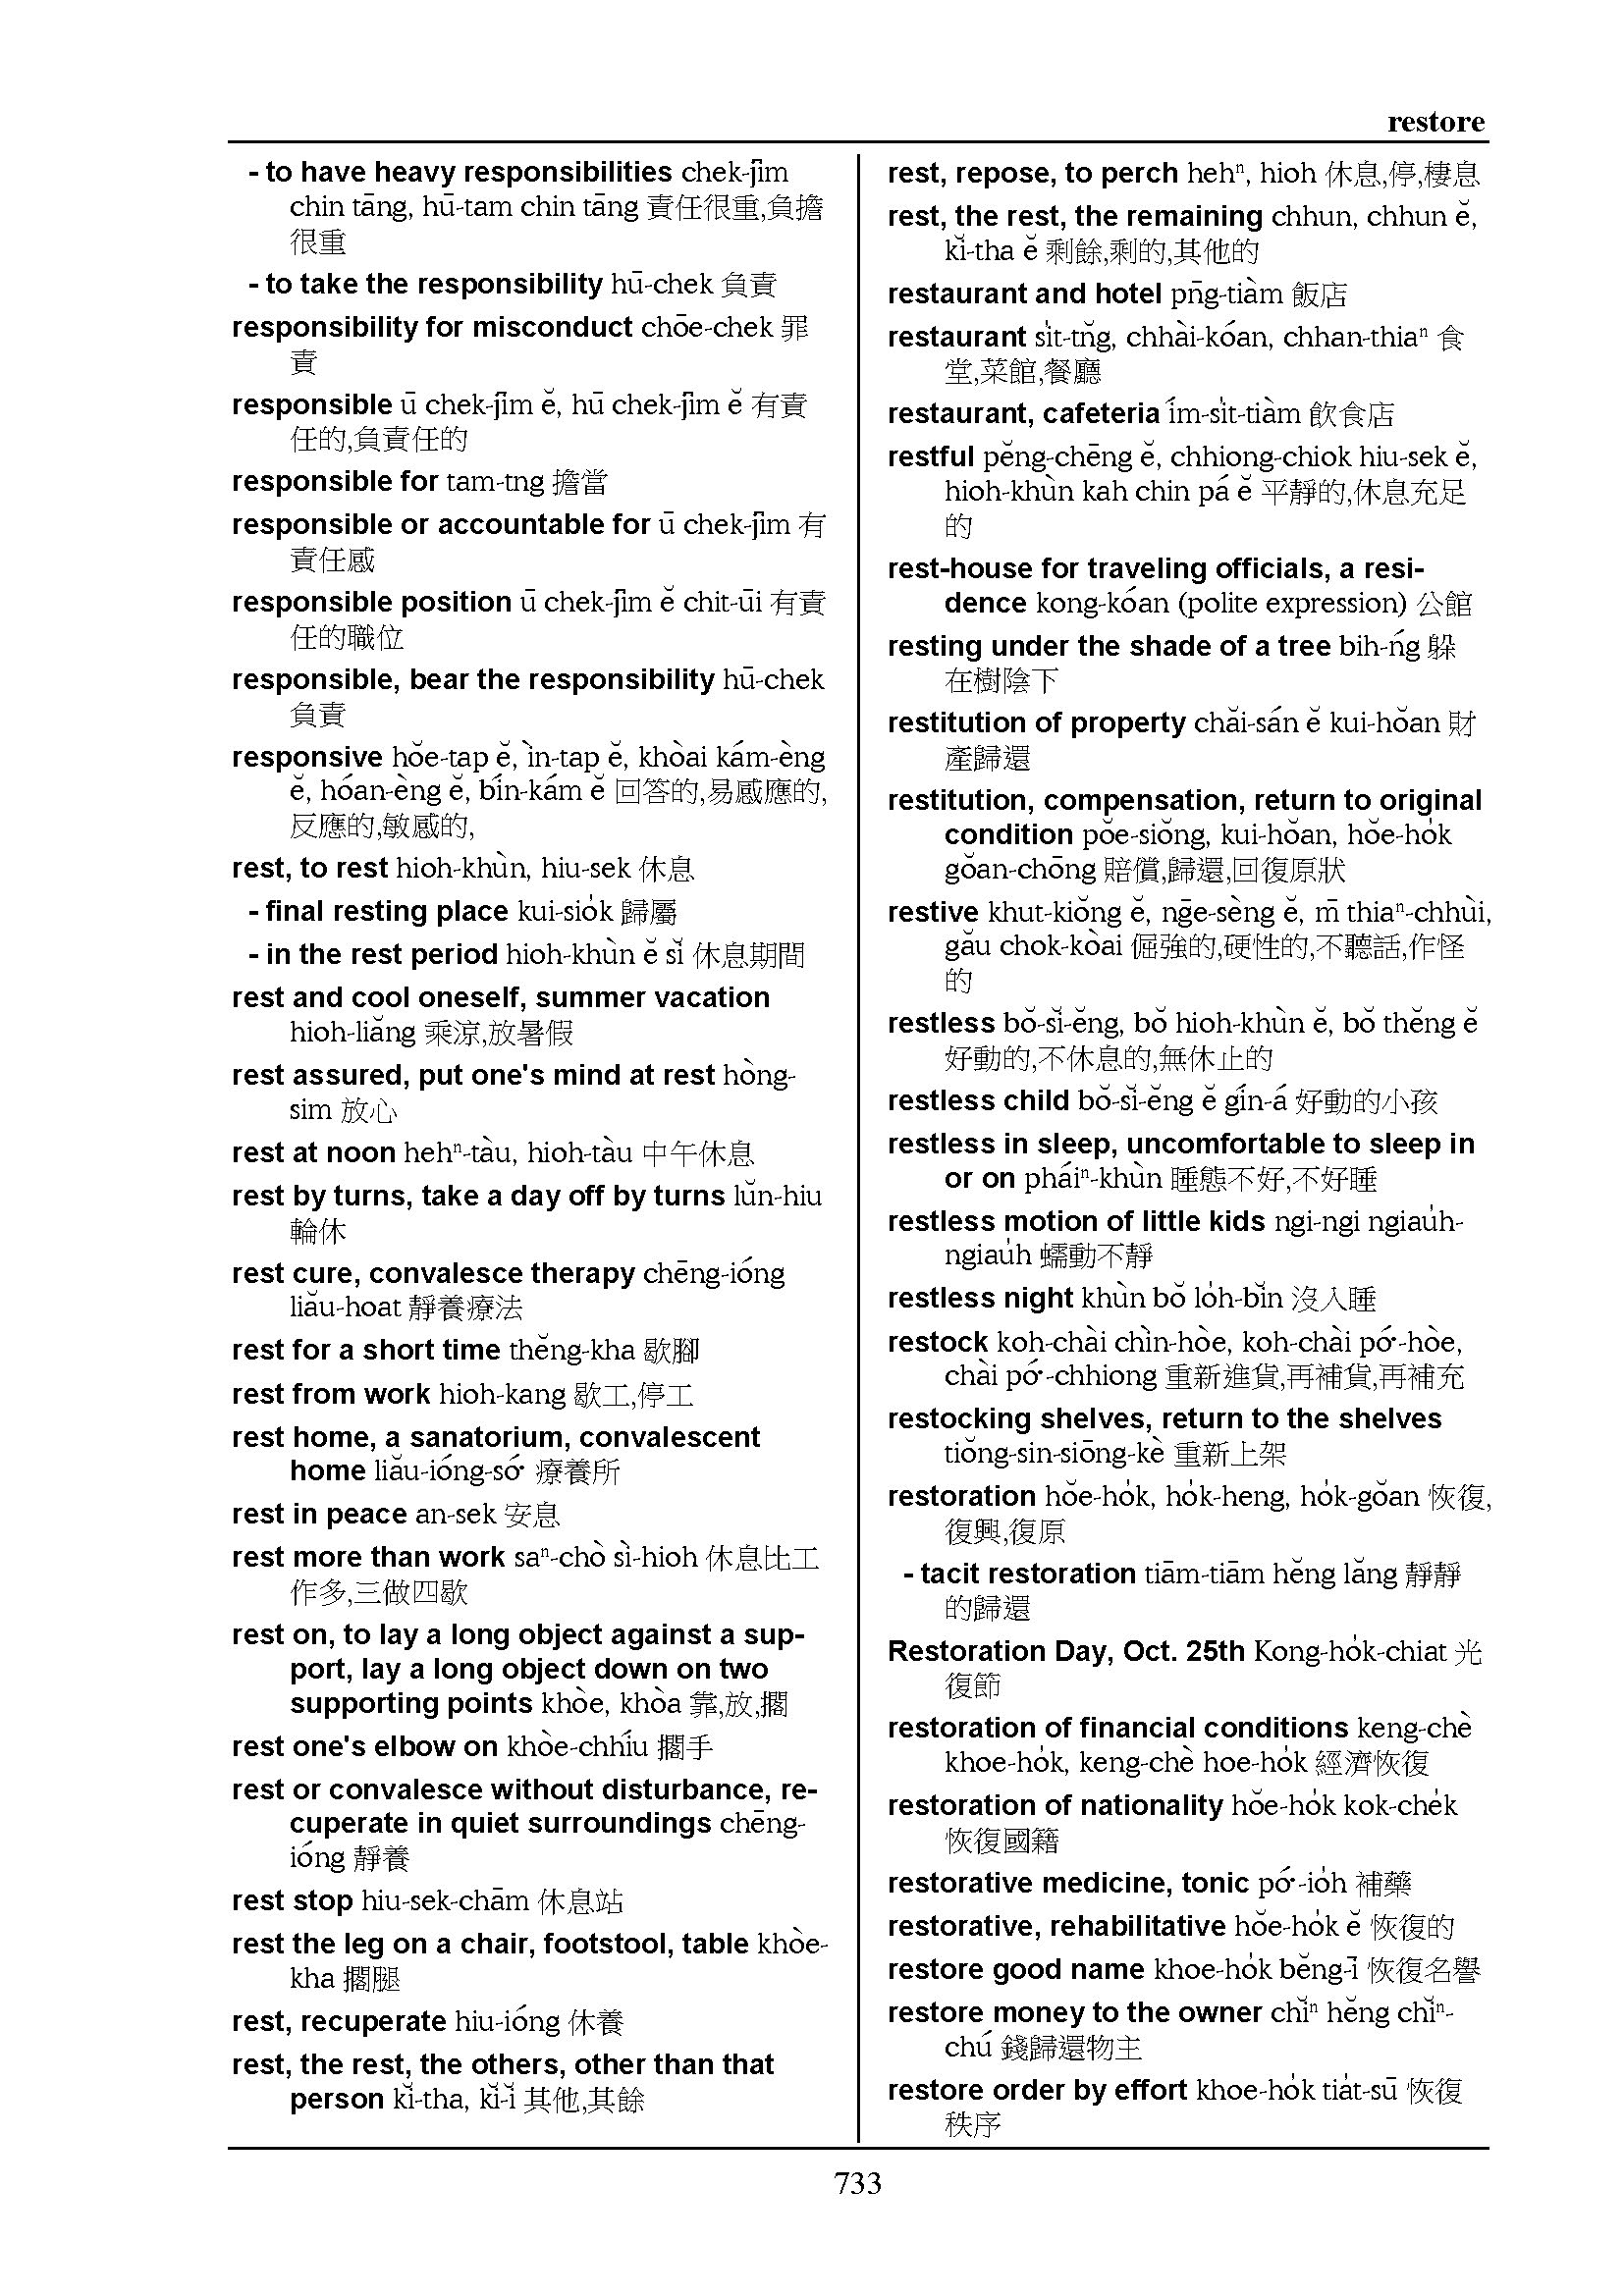 restore
- to have heavy responsibilities chek-jīm
chin tāng, hū-tam chin tāng 責任很重,負擔
很重
- to take the responsibility hū-chek 負責
responsibility for misconduct chōe-chek 罪
責
responsible ū chek-jīm ĕ, hū chek-jīm ĕ 有責
任的,負責任的
responsible for tam-tng 擔當
responsible or accountable for ū chek-jīm 有
責任感
responsible position ū chek-jīm ĕ chit-ūi 有責
任的職位
responsible, bear the responsibility hū-chek
負責
responsive hŏe-tap ĕ, ìn-tap ĕ, khòai kám-èng
ĕ, hóan-èng ĕ, bín-kám ĕ 回答的,易感應的,
反應的,敏感的,
rest, to rest hioh-khùn, hiu-sek 休息
- final resting place kui-sio̍k 歸屬
- in the rest period hioh-khùn ĕ sĭ 休息期間
rest and cool oneself, summer vacation
hioh-liăng 乘涼,放暑假
rest assured, put one's mind at rest hòng-
sim 放心
rest at noon hehⁿ-tàu, hioh-tàu 中午休息
rest by turns, take a day off by turns lŭn-hiu
輪休
rest cure, convalesce therapy chēng-ióng
liău-hoat 靜養療法
rest for a short time thĕng-kha 歇腳
rest from work hioh-kang 歇工,停工
rest home, a sanatorium, convalescent
home liău-ióng-só͘ 療養所
rest in peace an-sek 安息
rest more than work saⁿ-chò sì-hioh 休息比工
作多,三做四歇
rest on, to lay a long object against a sup-
port, lay a long object down on two
supporting points khòe, khòa 靠,放,擱
rest one's elbow on khòe-chhíu 擱手
rest or convalesce without disturbance, re-
cuperate in quiet surroundings chēng-
ióng 靜養
rest stop hiu-sek-chām 休息站
rest the leg on a chair, footstool, table khòe-
kha 擱腿
rest, recuperate hiu-ióng 休養
rest, the rest, the others, other than that
person kĭ-tha, kĭ-ĭ 其他,其餘
rest, repose, to perch hehⁿ, hioh 休息,停,棲息
rest, the rest, the remaining chhun, chhun ĕ,
kĭ-tha ĕ 剩餘,剩的,其他的
restaurant and hotel pn̄g-tiàm 飯店
restaurant si̍t-tn̆g, chhài-kóan, chhan-thiaⁿ 食
堂,菜館,餐廳
restaurant, cafeteria ím-si̍t-tiàm 飲食店
restful pĕng-chēng ĕ, chhiong-chiok hiu-sek ĕ,
hioh-khùn kah chin pá ĕ 平靜的,休息充足
的
rest-house for traveling officials, a resi-
dence kong-kóan (polite expression) 公館
resting under the shade of a tree bih-ńg 躲
在樹陰下
restitution of property chăi-sán ĕ kui-hŏan 財
產歸還
restitution, compensation, return to original
condition pŏe-siŏng, kui-hŏan, hŏe-ho̍k
gŏan-chōng 賠償,歸還,回復原狀
restive khut-kiŏng ĕ, ngē-sèng ĕ, m̄ thiaⁿ-chhùi,
gău chok-kòai 倔強的,硬性的,不聽話,作怪
的
restless bŏ-sĭ-ĕng, bŏ hioh-khùn ĕ, bŏ thĕng ĕ
好動的,不休息的,無休止的
restless child bŏ-sĭ-ĕng ĕ gín-á 好動的小孩
restless in sleep, uncomfortable to sleep in
or on pháiⁿ-khùn 睡態不好,不好睡
restless motion of little kids ngi-ngi ngiau̍h-
ngiau̍h 蠕動不靜
restless night khùn bŏ lo̍h-bĭn 沒入睡
restock koh-chài chìn-hòe, koh-chài pó͘-hòe,
chài pó͘-chhiong 重新進貨,再補貨,再補充
restocking shelves, return to the shelves
tiŏng-sin-siōng-kè 重新上架
restoration hŏe-ho̍k, ho̍k-heng, ho̍k-gŏan 恢復,
復興,復原
- tacit restoration tiām-tiām hĕng lăng 靜靜
的歸還
Restoration Day, Oct. 25th Kong-ho̍k-chiat 光
復節
restoration of financial conditions keng-chè
khoe-ho̍k, keng-chè hoe-ho̍k 經濟恢復
restoration of nationality hŏe-ho̍k kok-che̍k
恢復國籍
restorative medicine, tonic pó͘-io̍h 補藥
restorative, rehabilitative hŏe-ho̍k ĕ 恢復的
restore good name khoe-ho̍k bĕng-ī 恢復名譽
restore money to the owner chĭⁿ hĕng chĭⁿ-
chú 錢歸還物主
restore order by effort khoe-ho̍k tia̍t-sū 恢復
秩序
733